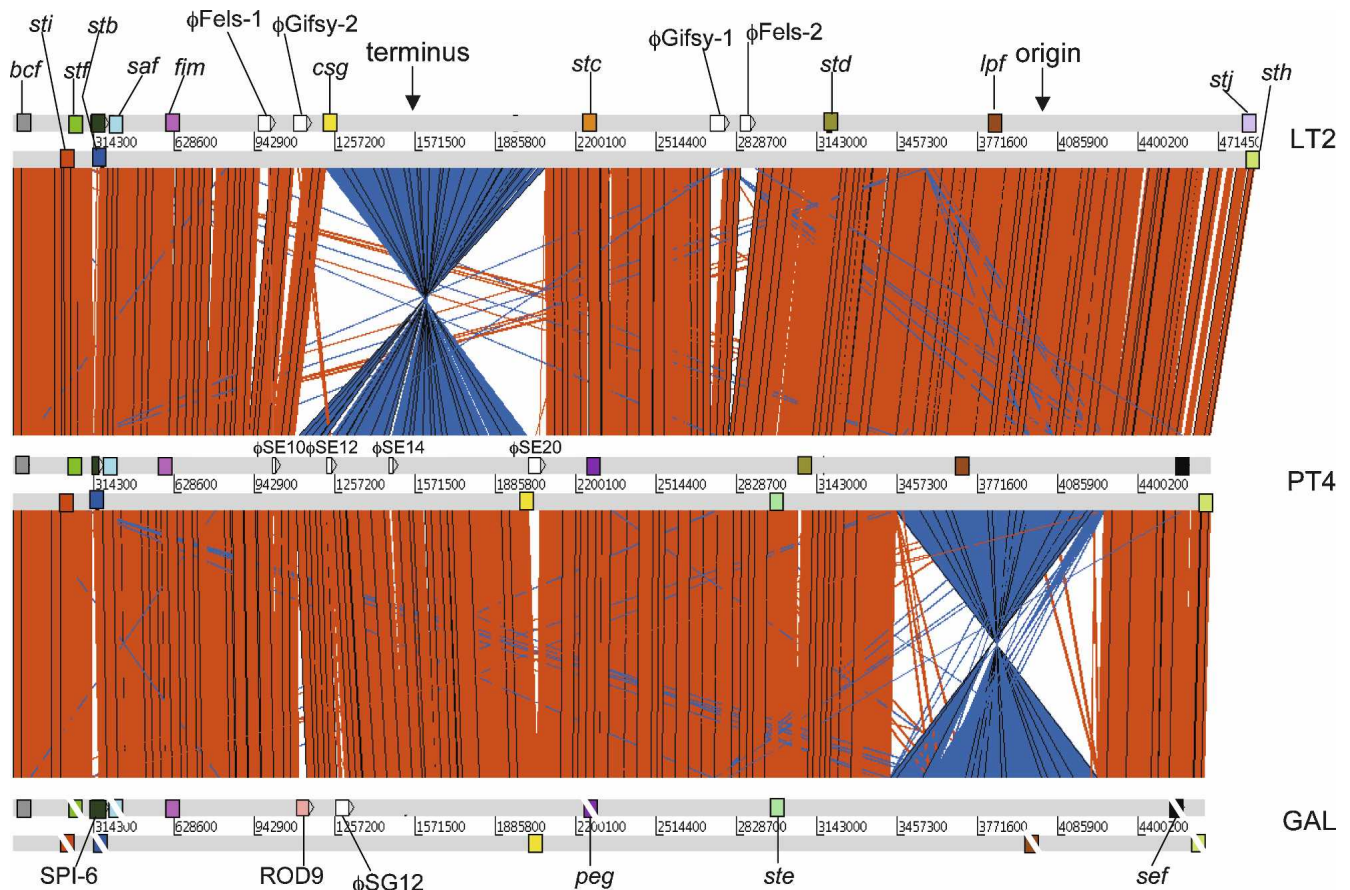 φFels-1
φGifsy-2
sti
stb
terminus
φGifsy-1
φFels-2
origin
bcf
stf
saf
fim
csg
stc
std
lpf
stj
sth
314300 628600 942900 1257200 1571500 1885800 2200100 2514400 2828700 3143000 3457300 3771600 4085900 4400200
LT2
φSE10 φSE12 φSE14 φSE20
314300 628600 942900 1257200 1571500 1885800 2200100 2514400 2828700 3143000 3457300 3771600 4085900 4400200
PT4
314300 628600 942900 1257200 1571500 1885800 2200100 2514400 2828700 3143000 3457300 3771600 4085900 4400200
GAL
SPI-6 ROD9 φSG12 peg ste sef